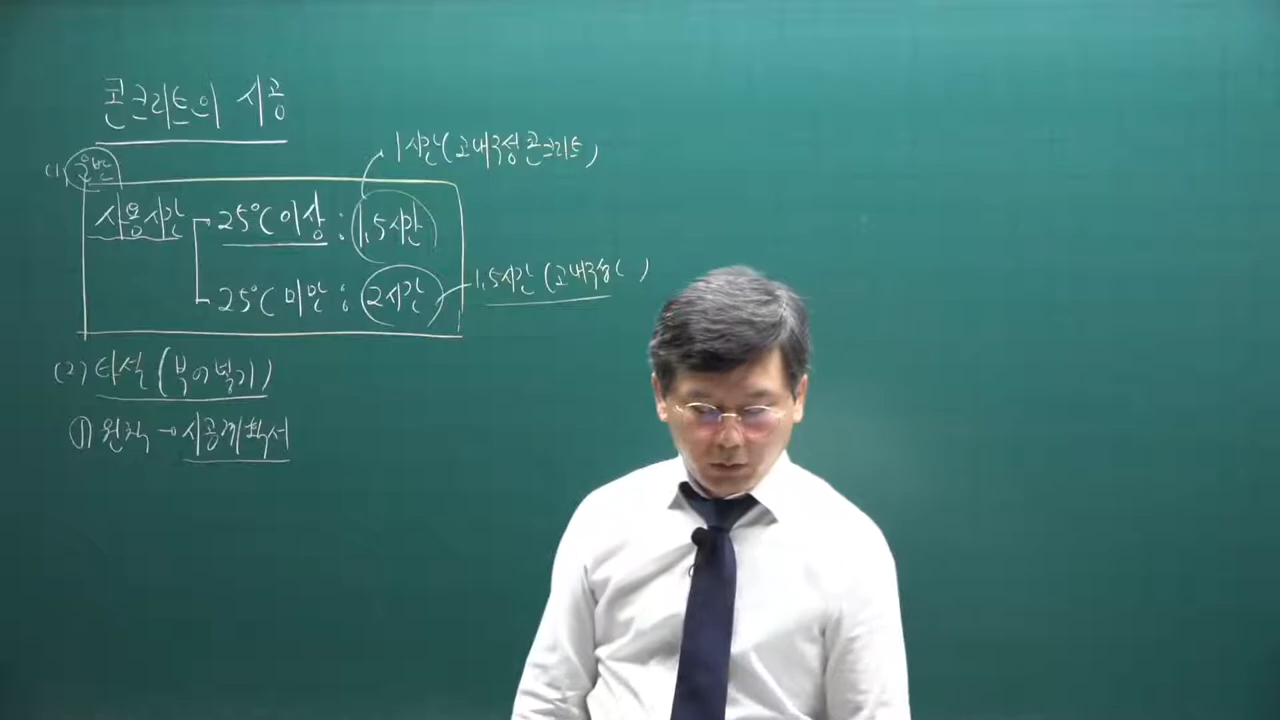 콘크리트의 시공
1시간(고내구성 콘크리트)
(1) 운반
사용시간 25℃ 이상 : 1.5시간
25℃ 미만 : 2시간 1.5시간 (고내구성( )
(2) 타설 (부어넣기)
① 원칙 → 시공계획서